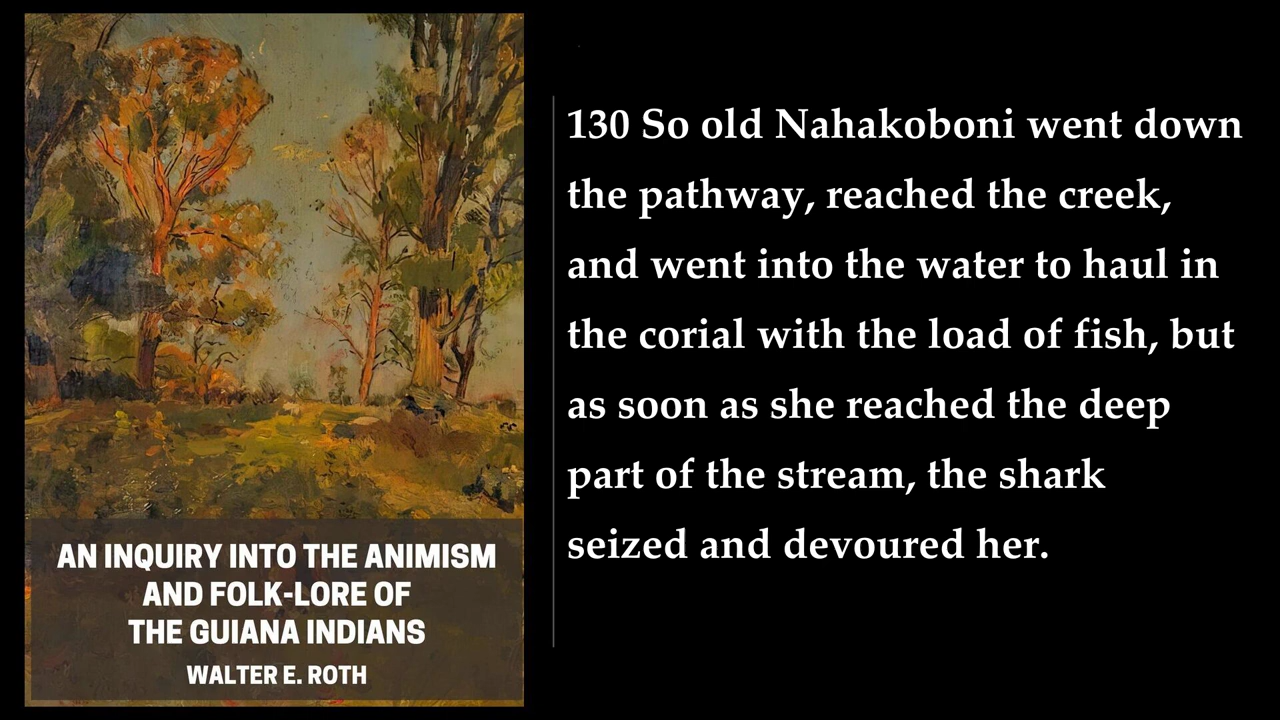 130 So old Nahakoboni went down
the pathway, reached the creek,
and went into the water to haul in
the corial with the load of fish, but
as soon as she reached the deep
part of the stream, the shark
seized and devoured her.
AN INQUIRY INTO THE ANIMISM
AND FOLK-LORE OF
THE GUIANA INDIANS
WALTER E. ROTH